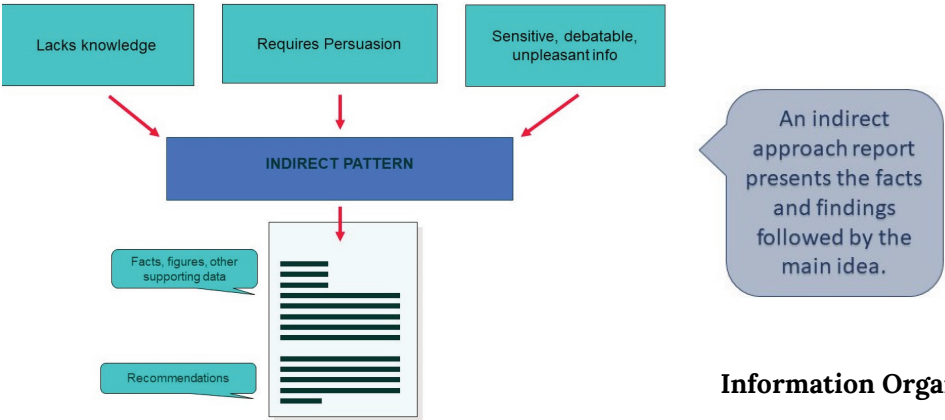 Lacks knowledge
Requires Persuasion
Sensitive, debatable,
unpleasant info
INDIRECT PATTERN
An indirect
approach report
presents the facts
and findings
followed by the
main idea.
Facts, figures, other
supporting data
Recommendations
Information Orga